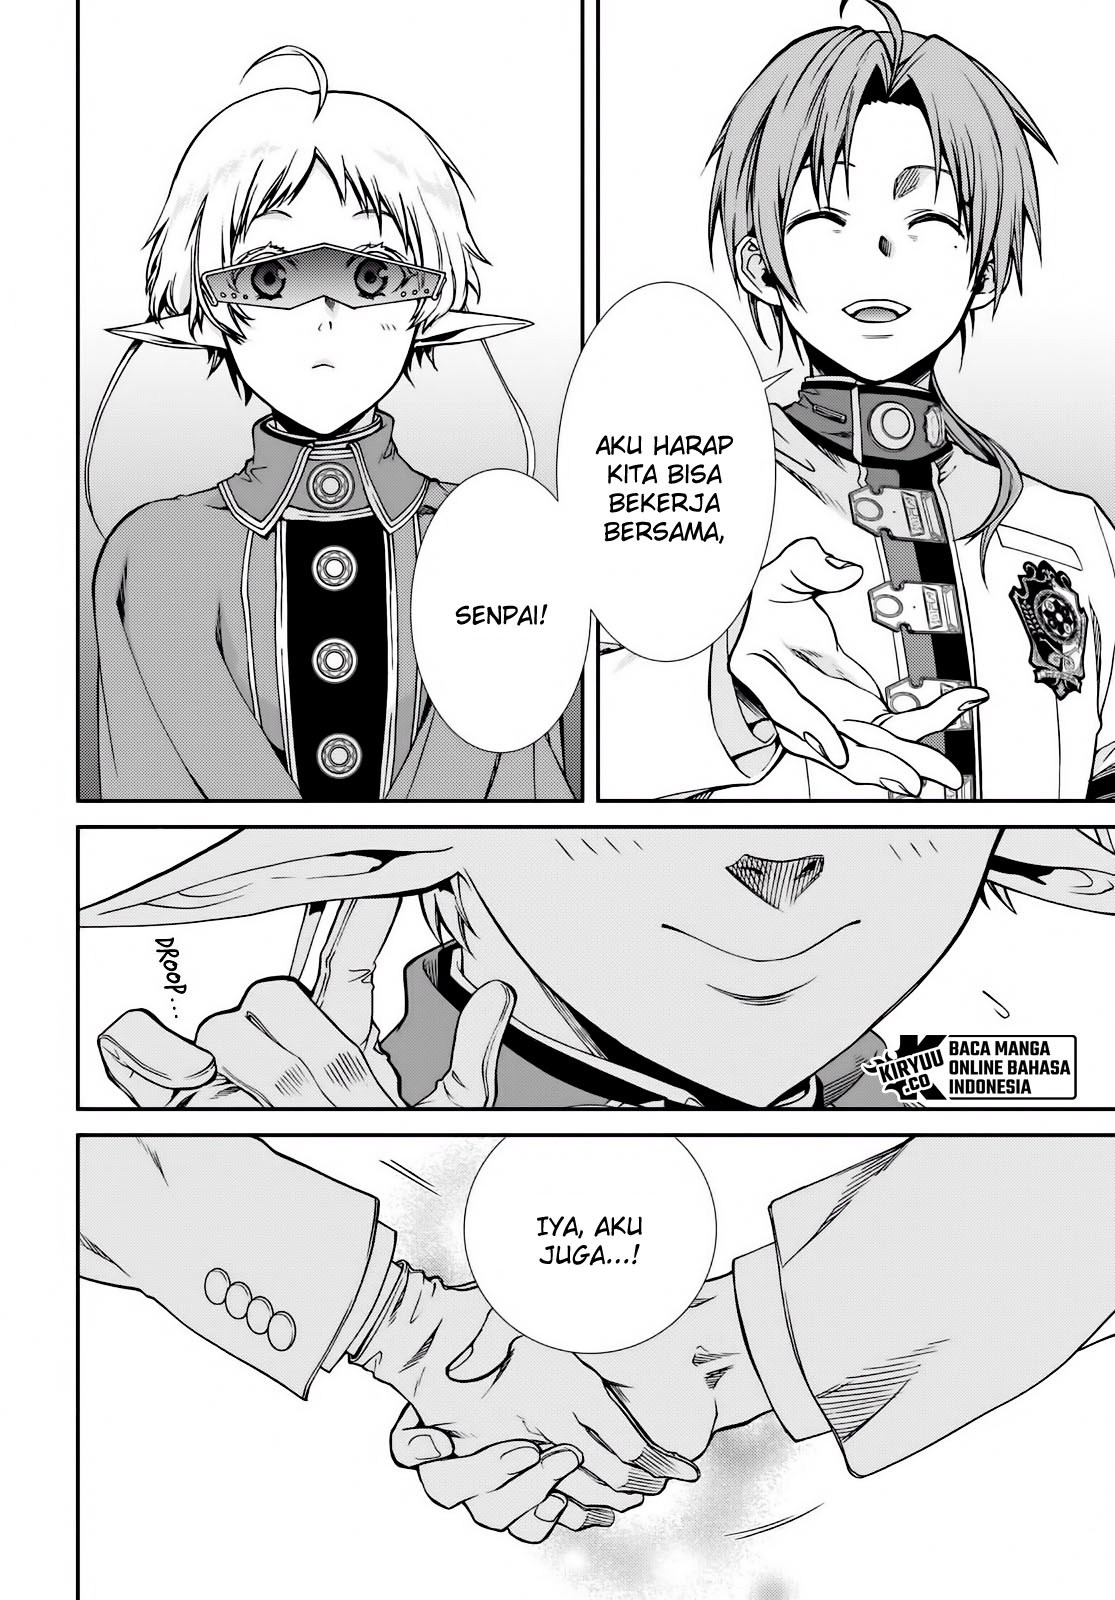 AKU HARAP
KITA BISA
BEKERJA
BERSAMA,
SENPAI!
DROOP...
KIRYUU
.CO
BACA MANGA
ONLINE BAHASA
INDONESIA
IYA, AKU
JUGA...!